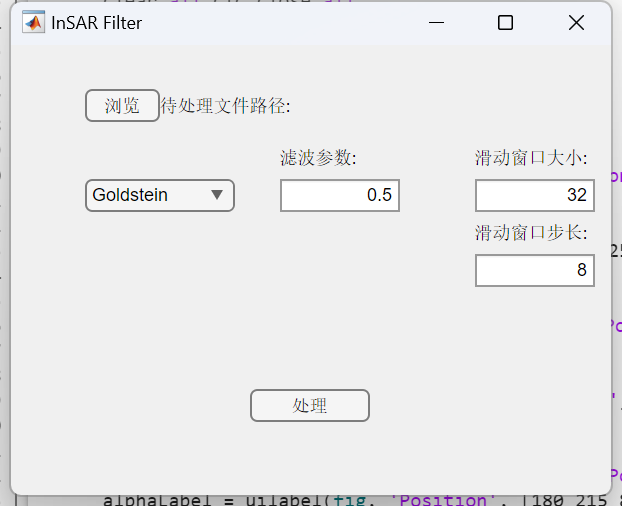 InSAR Filter
浏览 待处理文件路径:
滤波参数: 滑动窗口大小:
Goldstein 0.5 32
滑动窗口步长:
8
处理
alphaLabel = uilabel(fig, 'Position', [180 215 8